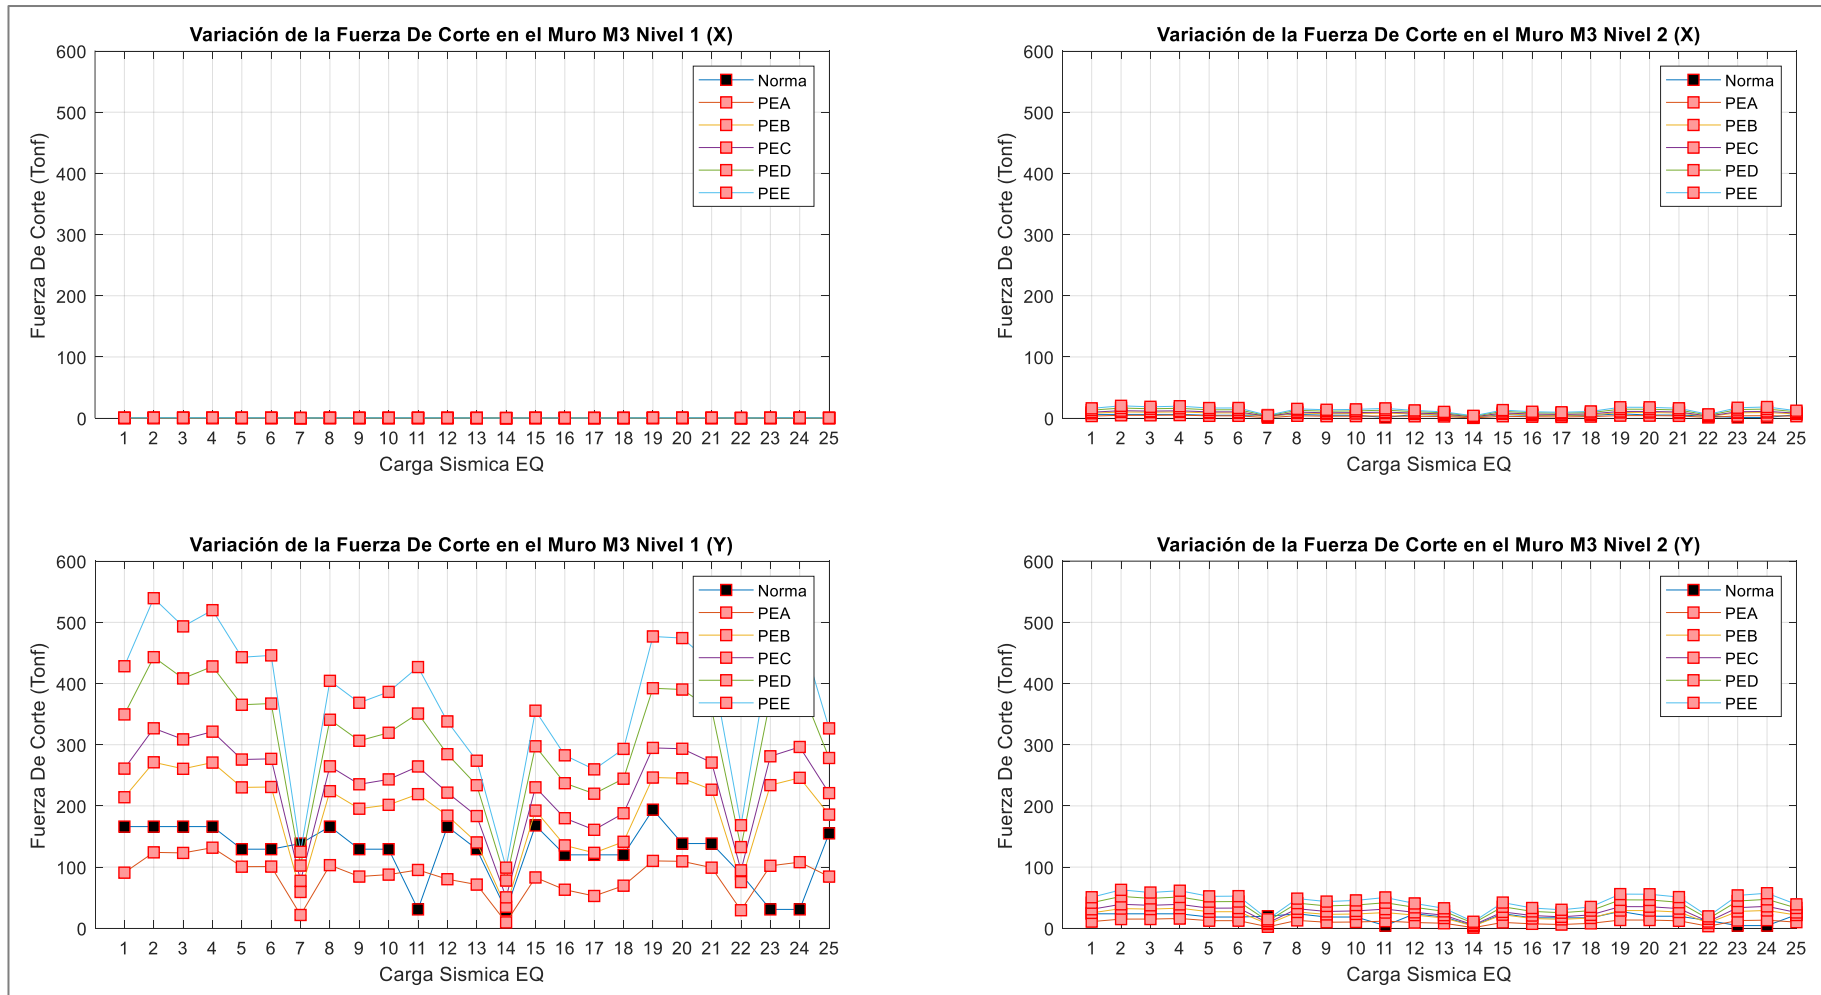 Variación de la Fuerza De Corte en el Muro M3 Nivel 1 (X)
600
500
400
300
200
100
0
Fuerza De Corte (Tonf)
Norma
PEA
PEB
PEC
PED
PEE
1 2 3 4 5 6 7 8 9 10 11 12 13 14 15 16 17 18 19 20 21 22 23 24 25
Carga Sismica EQ
Variación de la Fuerza De Corte en el Muro M3 Nivel 2 (X)
600
500
400
300
200
100
0
Fuerza De Corte (Tonf)
Norma
PEA
PEB
PEC
PED
PEE
1 2 3 4 5 6 7 8 9 10 11 12 13 14 15 16 17 18 19 20 21 22 23 24 25
Carga Sismica EQ
Variación de la Fuerza De Corte en el Muro M3 Nivel 1 (Y)
600
500
400
300
200
100
0
Fuerza De Corte (Tonf)
Norma
PEA
PEB
PEC
PED
PEE
1 2 3 4 5 6 7 8 9 10 11 12 13 14 15 16 17 18 19 20 21 22 23 24 25
Carga Sismica EQ
Variación de la Fuerza De Corte en el Muro M3 Nivel 2 (Y)
600
500
400
300
200
100
0
Fuerza De Corte (Tonf)
Norma
PEA
PEB
PEC
PED
PEE
1 2 3 4 5 6 7 8 9 10 11 12 13 14 15 16 17 18 19 20 21 22 23 24 25
Carga Sismica EQ